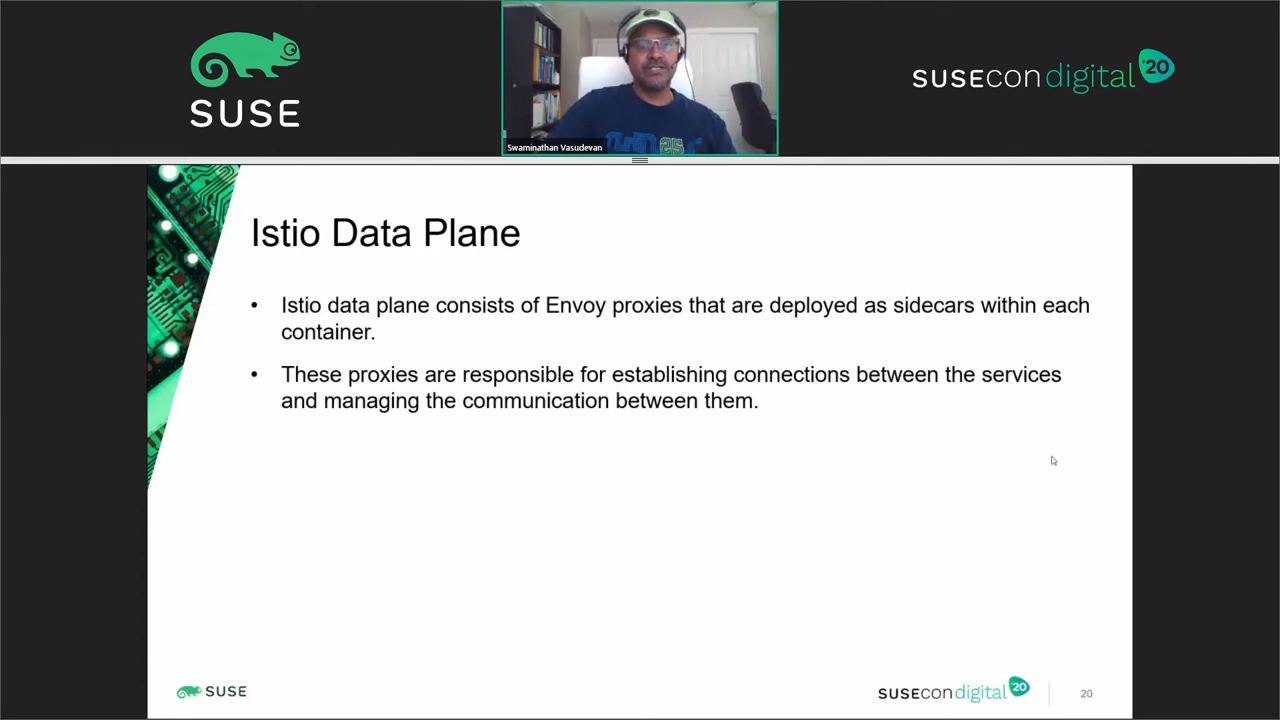 SUSE
SUSECON digital '20
Swaminathan Vasudevan
Istio Data Plane
• Istio data plane consists of Envoy proxies that are deployed as sidecars within each
container.
• These proxies are responsible for establishing connections between the services
and managing the communication between them.
SUSE
SUSECON digital '20
20